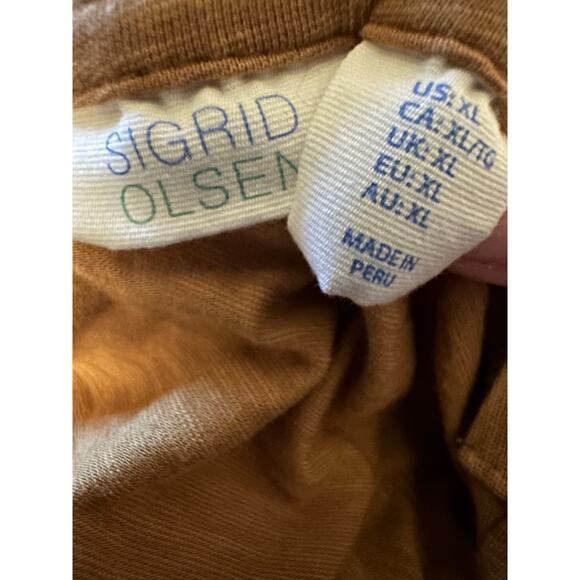 SIGRID
OLSEN
US: XL
CA: XL/TG
UK: XL
EU: XL
AU: XL
MADE IN
PERU